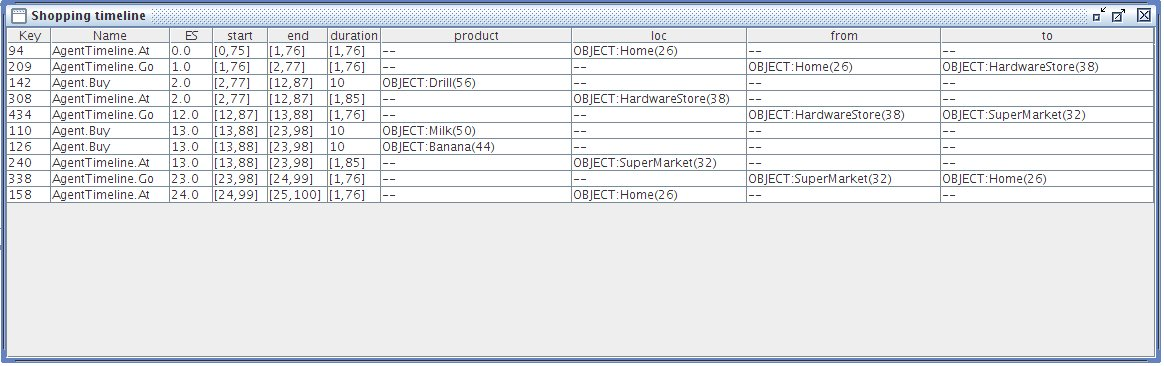 Shopping timeline
Key Name ES start end duration product loc from to
94 AgentTimeline.At 0.0 [0,75] [1,76] [1,76] -- OBJECT:Home(26) -- --
209 AgentTimeline.Go 1.0 [1,76] [2,77] [1,76] -- -- OBJECT:Home(26) OBJECT:HardwareStore(38)
142 Agent.Buy 2.0 [2,77] [12,87] 10 OBJECT:Drill(56) -- -- --
308 AgentTimeline.At 2.0 [2,77] [12,87] [1,85] -- OBJECT:HardwareStore(38) -- --
434 AgentTimeline.Go 12.0 [12,87] [13,88] [1,76] -- -- OBJECT:HardwareStore(38) OBJECT:SuperMarket(32)
110 Agent.Buy 13.0 [13,88] [23,98] 10 OBJECT:Milk(50) -- -- --
126 Agent.Buy 13.0 [13,88] [23,98] 10 OBJECT:Banana(44) -- -- --
240 AgentTimeline.At 13.0 [13,88] [23,98] [1,85] -- OBJECT:SuperMarket(32) -- --
338 AgentTimeline.Go 23.0 [23,98] [24,99] [1,76] -- -- OBJECT:SuperMarket(32) OBJECT:Home(26)
158 AgentTimeline.At 24.0 [24,99] [25,100] [1,76] -- OBJECT:Home(26) -- --